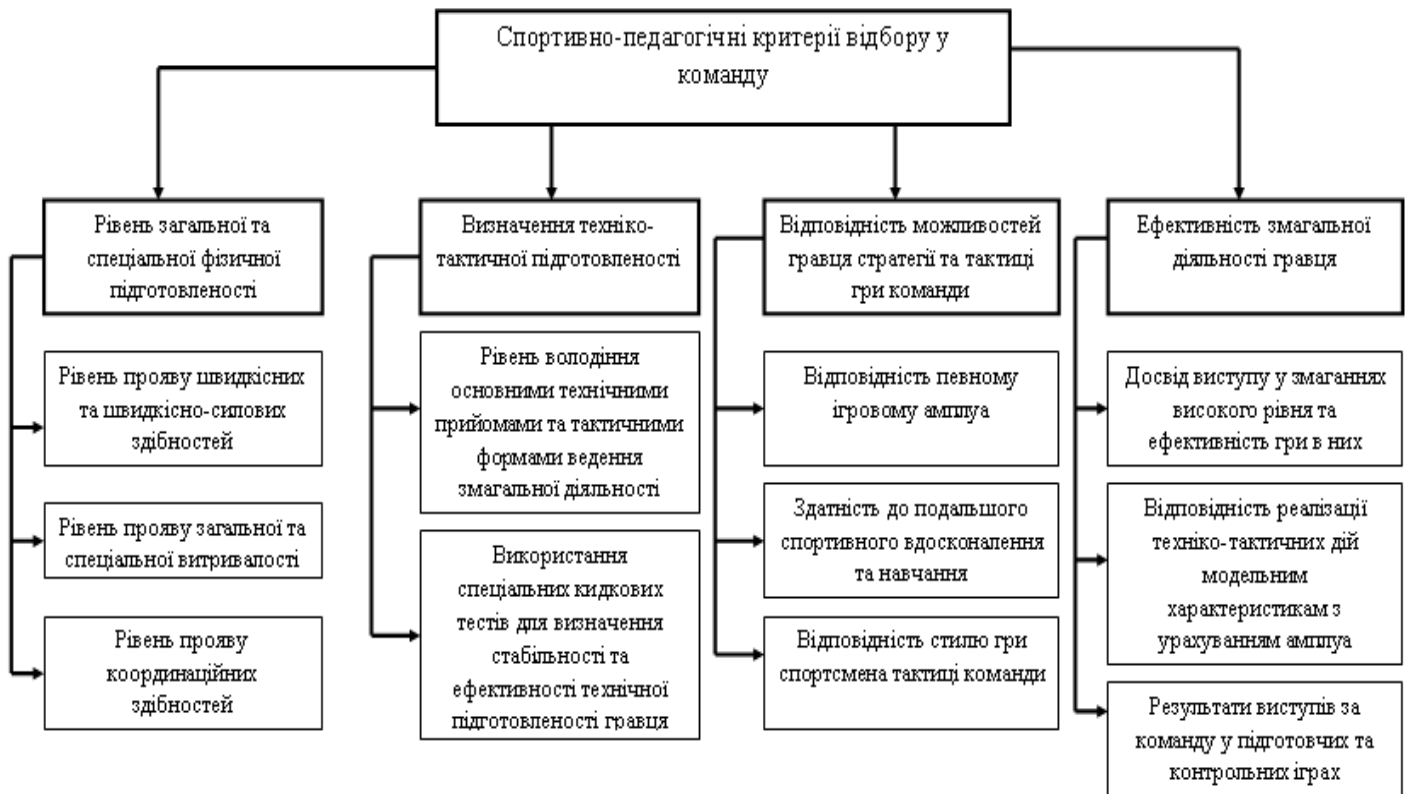 Спортивно-педагогічні критерії відбору у
команду
Рівень загальної та
спеціальної фізичної
підготовленості
Рівень прояву швидкісних
та швидкісно-силових
здібностей
Рівень прояву загальної та
спеціальної витривалості
Рівень прояву
координаційних
здібностей
Визначення техніко-
тактичної підготовленості
Рівень володіння
основними технічними
прийомами та тактичними
формами ведення
змагальної діяльності
Використання
спеціальних кидкових
тестів для визначення
стабільності та
ефективності технічної
підготовленості гравця
Відповідність можливостей
гравця стратегії та тактиці
гри команди
Відповідність певному
ігровому амплуа
Здатність до подальшого
спортивного вдосконалення
та навчання
Відповідність стилю гри
спортсмена тактиці команди
Ефективність змагальної
діяльності гравця
Досвід виступу у змаганнях
високого рівня та
ефективність гри в них
Відповідність реалізації
техніко-тактичних дій
модельним
характеристикам з
урахуванням амплуа
Результати виступів за
команду у підготовчих та
контрольних іграх